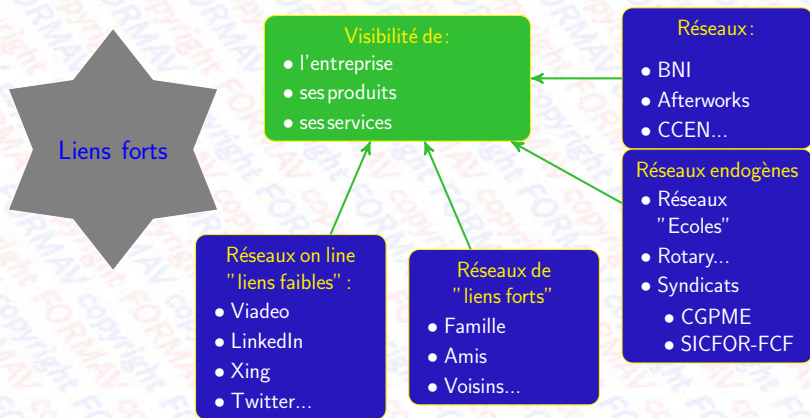 Liens forts
Visibilité de :
• l'entreprise
• ses produits
• ses services
Réseaux :
• BNI
• Afterworks
• CCEN...
Réseaux endogènes
• Réseaux
"Ecoles"
• Rotary...
• Syndicats
• CGPME
• SICFOR-FCF
Réseaux on line
"liens faibles" :
• Viadeo
• LinkedIn
• Xing
• Twitter...
Réseaux de
"liens forts"
• Famille
• Amis
• Voisins...
copyright FORMAV